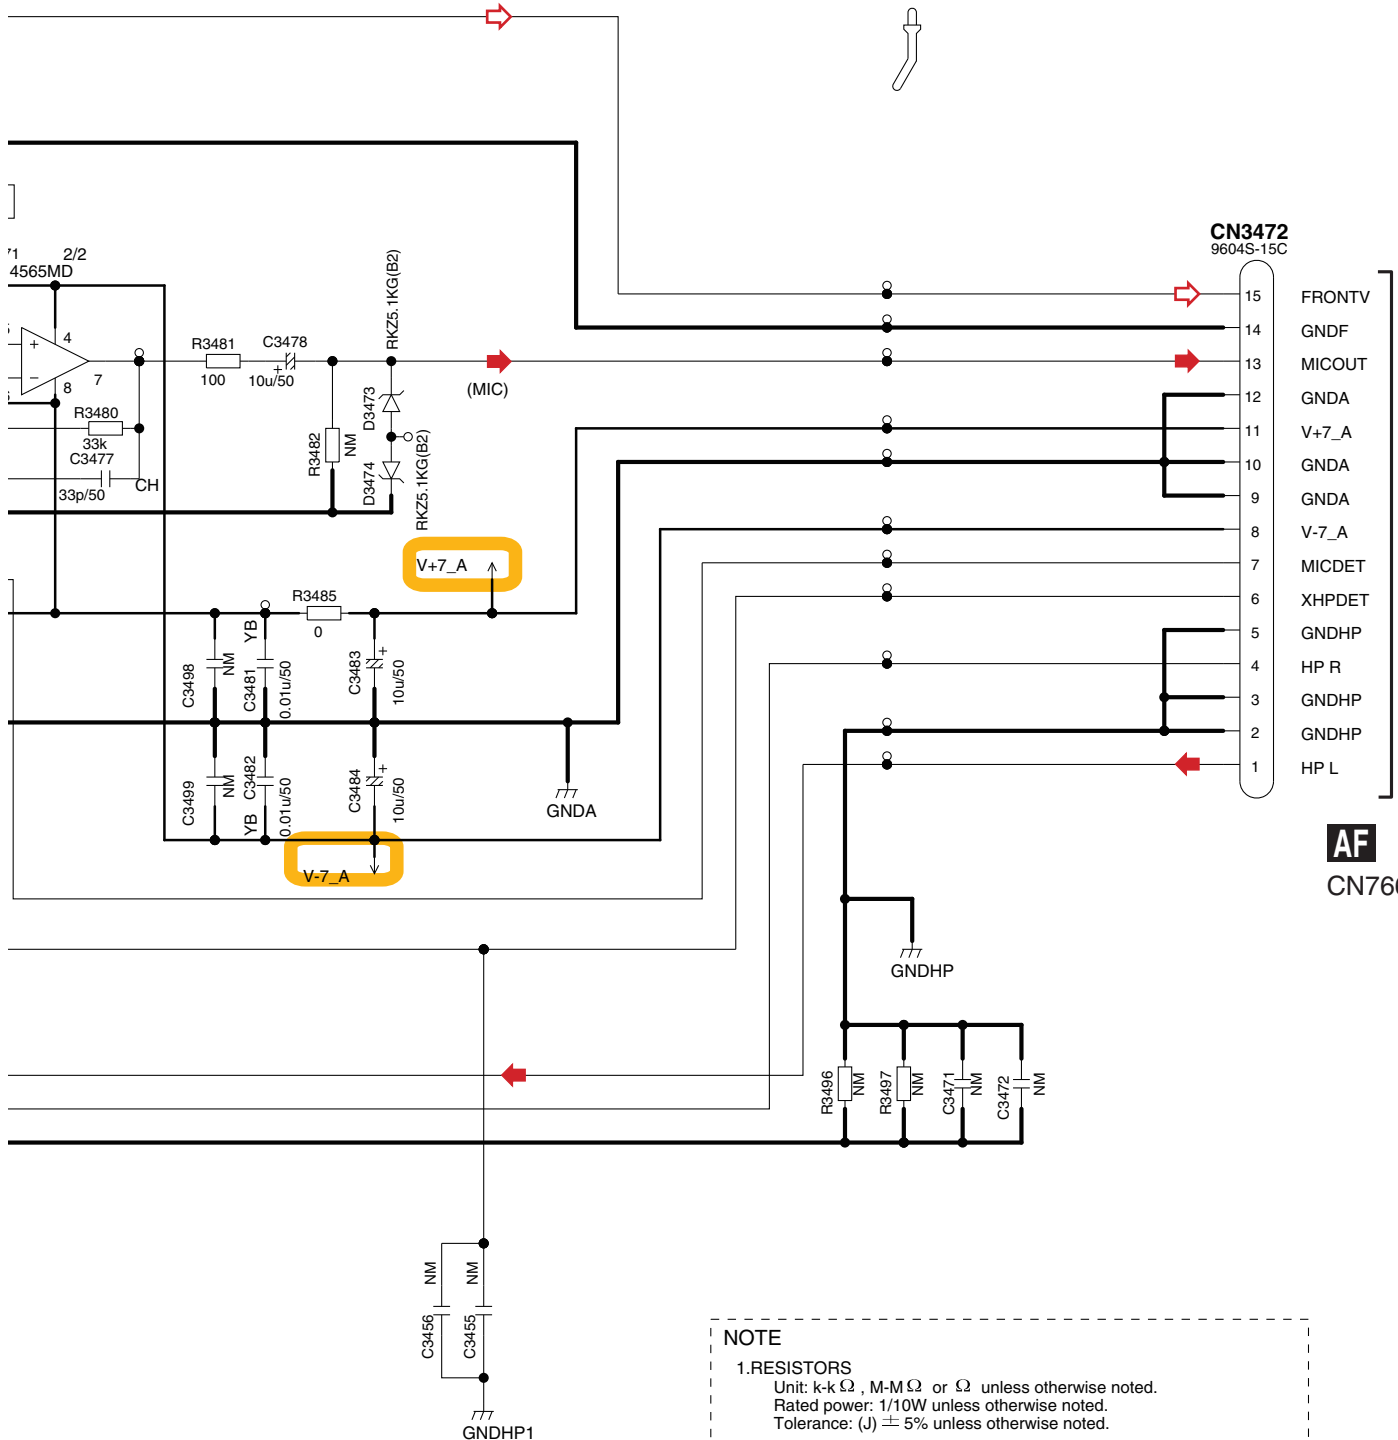 CN3472
9604S-15C
71 2/2
4565MD
RKZ5.1KG(B2)
15 FRONTV
14 GNDF
4
R3481
C3478
+
13 MICOUT
7
100
10u/50
(MIC)
8
12 GNDA
D3473
R3480
33k
R3482
NM
11 V+7_A
C3477
33p/50
CH
D3474
RKZ5.1KG(B2)
10 GNDA
9 GNDA
8 V-7_A
V+7_A
7 MICDET
R3485
0
6 XHPDET
5 GNDHP
YB
C3498
NM
C3481
0.01u/50
C3483
+
10u/50
4 HP R
3 GNDHP
2 GNDHP
1 HP L
C3499
NM
C3482
0.01u/50
YB
C3484
+
10u/50
GNDA
AF
V-7_A
GNDHP
R3496
NM
R3497
NM
C3471
NM
C3472
NM
C3456
NM
C3455
NM
GNDHP1
NOTE
1.RESISTORS
Unit: k-kΩ , M-MΩ or Ω unless otherwise noted.
Rated power: 1/10W unless otherwise noted.
Tolerance: (J) ± 5% unless otherwise noted.